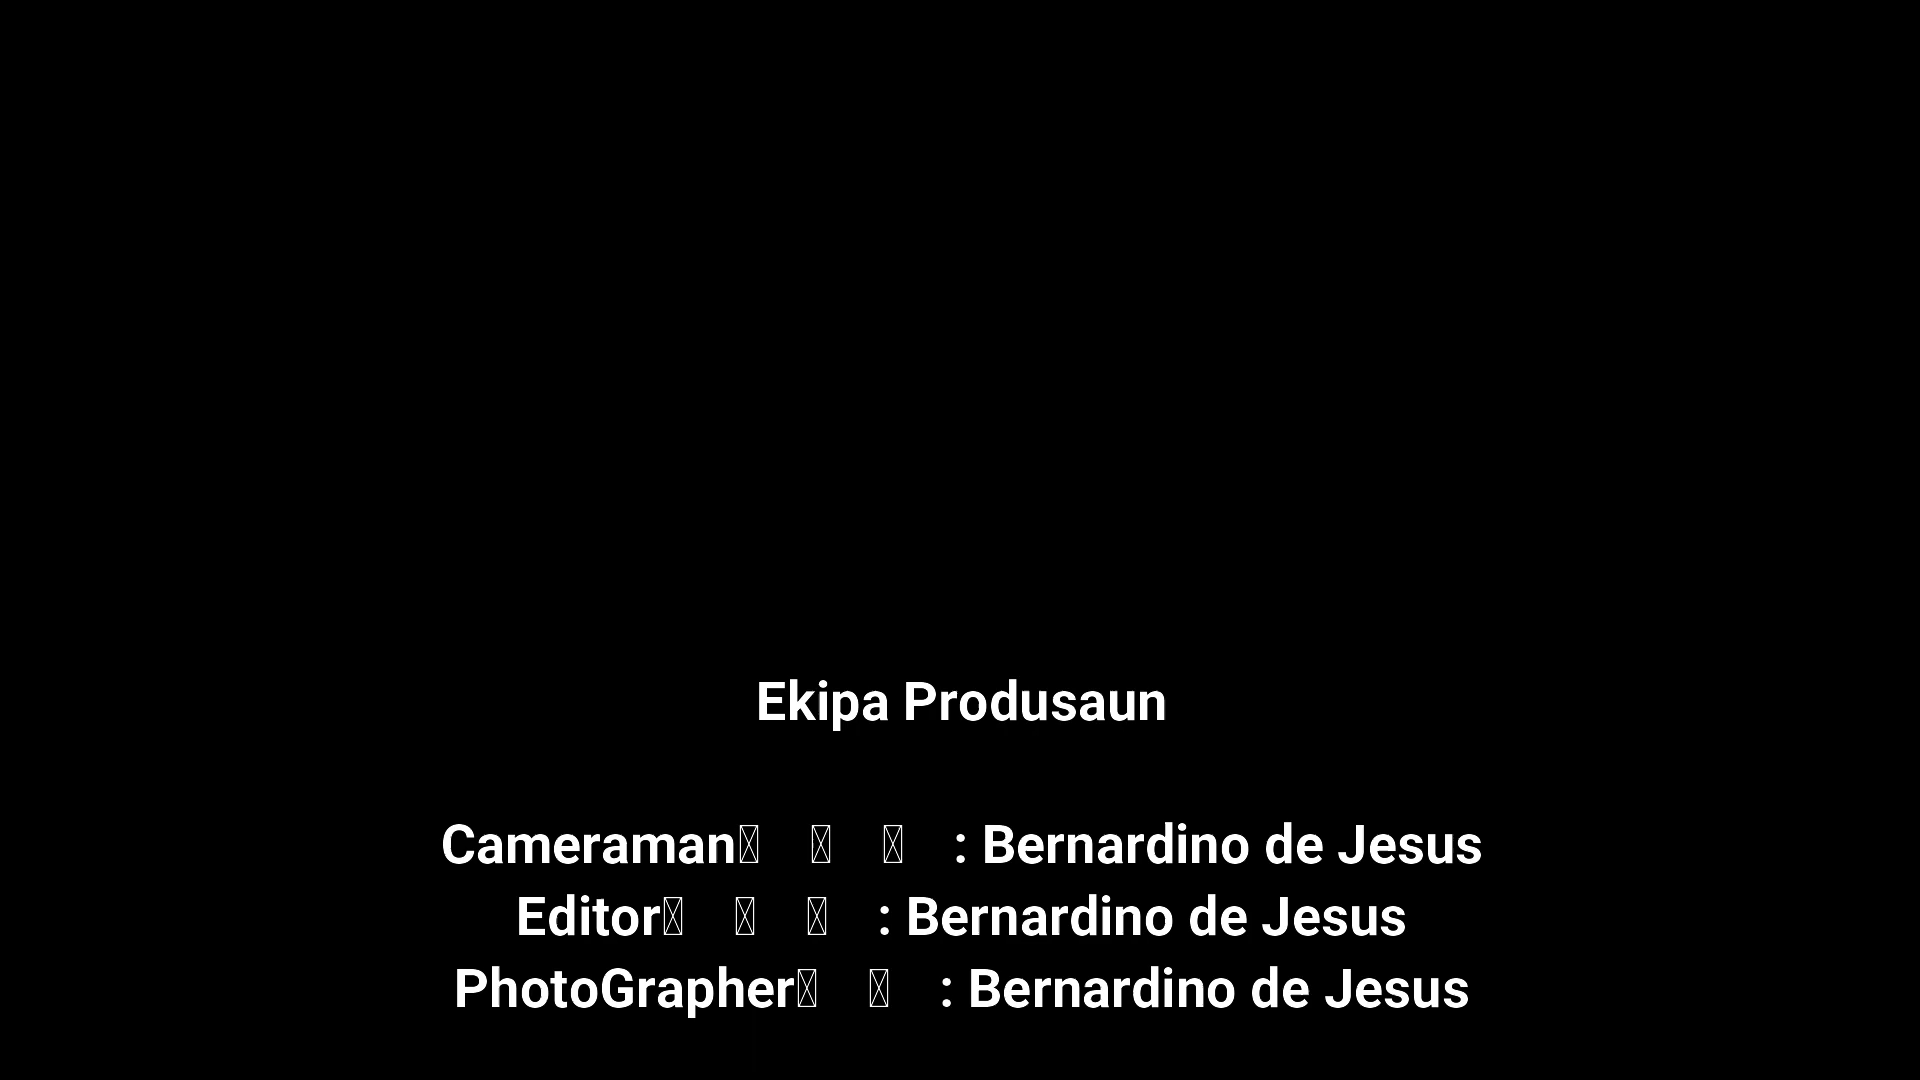 Ekipa Produsaun
Cameraman : Bernardino de Jesus
Editor : Bernardino de Jesus
PhotoGrapher : Bernardino de Jesus